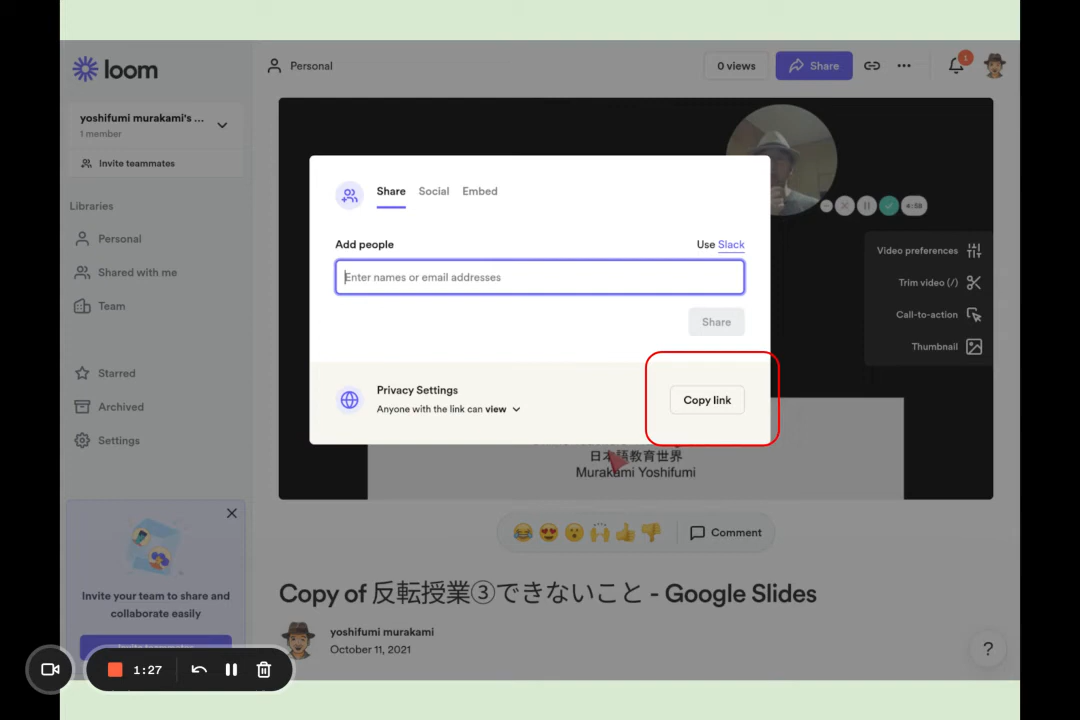 loom
Personal
0 views
Share
1
yoshifumi murakami's ...
1 member
Invite teammates
Libraries
Personal
Shared with me
Team
Starred
Archived
Settings
Invite your team to share and
collaborate easily
Share Social Embed
Add people
Use Slack
Enter names or email addresses
Share
Privacy Settings
Anyone with the link can view
Copy link
4:58
Video preferences
Trim video (/)
Call-to-action
Thumbnail
日本語教育世界
Murakami Yoshifumi
Comment
Copy of 反転授業③できないこと - Google Slides
yoshifumi murakami
October 11, 2021
?
1:27